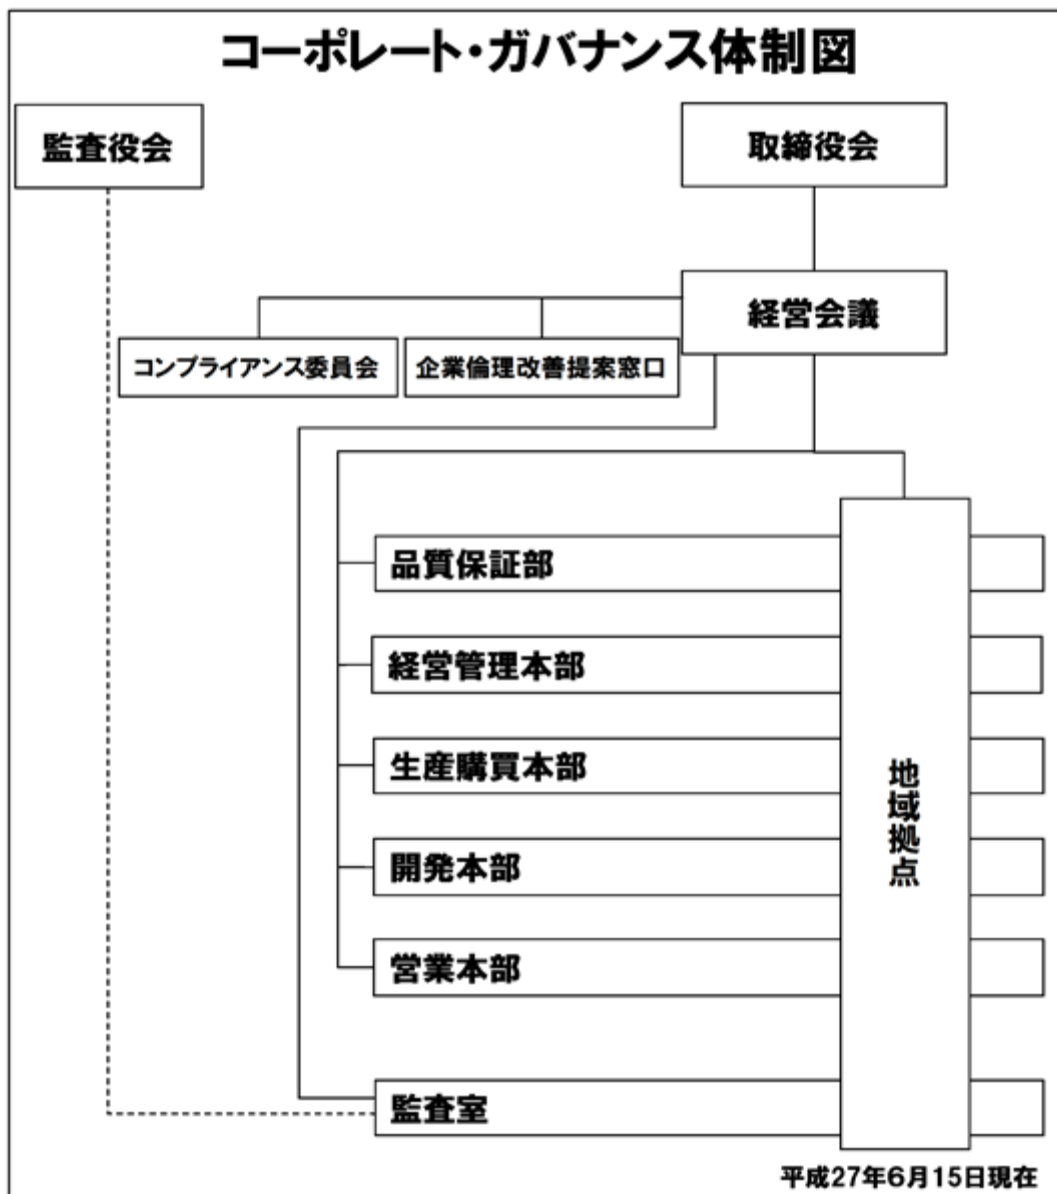 コーポレート・ガバナンス体制図
監査役会
取締役会
経営会議
コンプライアンス委員会
企業倫理改善提案窓口
品質保証部
経営管理本部
生産購買本部
開発本部
営業本部
監査室
地域拠点
平成27年6月15日現在